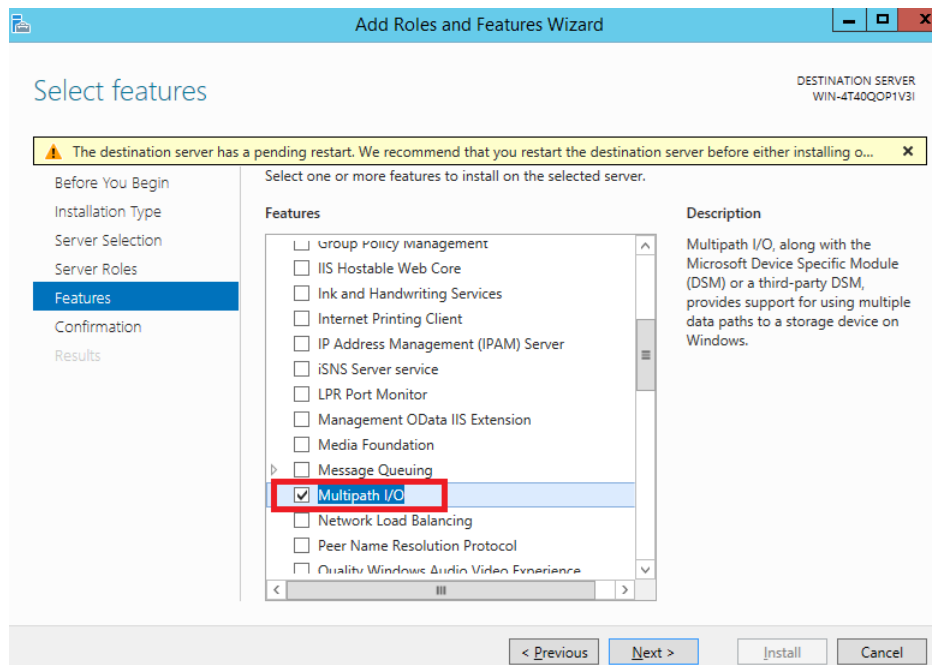 Add Roles and Features Wizard
Select features
DESTINATION SERVER
WIN-4T40QOP1V3I
The destination server has a pending restart. We recommend that you restart the destination server before either installing o...
Before You Begin
Installation Type
Server Selection
Server Roles
Features
Confirmation
Results
Select one or more features to install on the selected server.
Features
Group Policy Management
IIS Hostable Web Core
Ink and Handwriting Services
Internet Printing Client
IP Address Management (IPAM) Server
iSNS Server service
LPR Port Monitor
Management OData IIS Extension
Media Foundation
Message Queuing
Multipath I/O
Network Load Balancing
Peer Name Resolution Protocol
Quality Windows Audio Video Experience
Description
Multipath I/O, along with the
Microsoft Device Specific Module
(DSM) or a third-party DSM,
provides support for using multiple
data paths to a storage device on
Windows.
< Previous
Next >
Install
Cancel